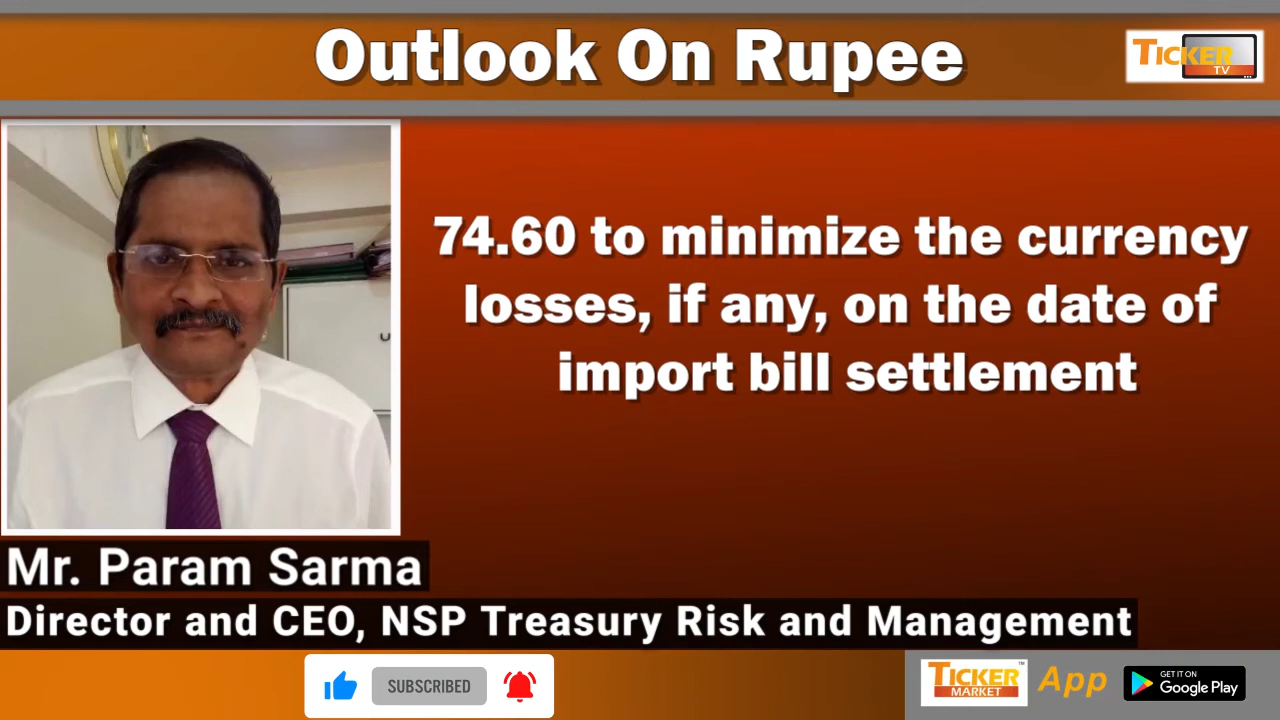 Outlook On Rupee
TICKER
TV
74.60 to minimize the currency
losses, if any, on the date of
import bill settlement
Mr. Param Sarma
Director and CEO, NSP Treasury Risk and Management
SUBSCRIBED
TICKER
MARKET
App
GET IT ON
Google Play